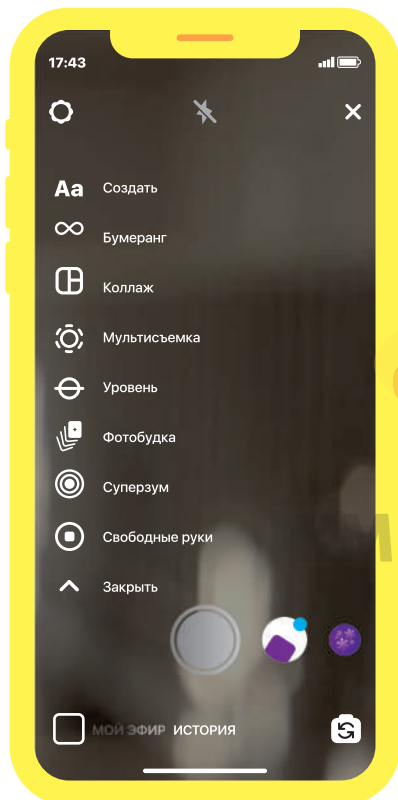 17:43
Aa Создать
Бумеранг
Коллаж
Мультисъемка
Уровень
Фотобудка
Суперзум
Свободные руки
Закрыть
МОЙ ЭФИР ИСТОРИЯ